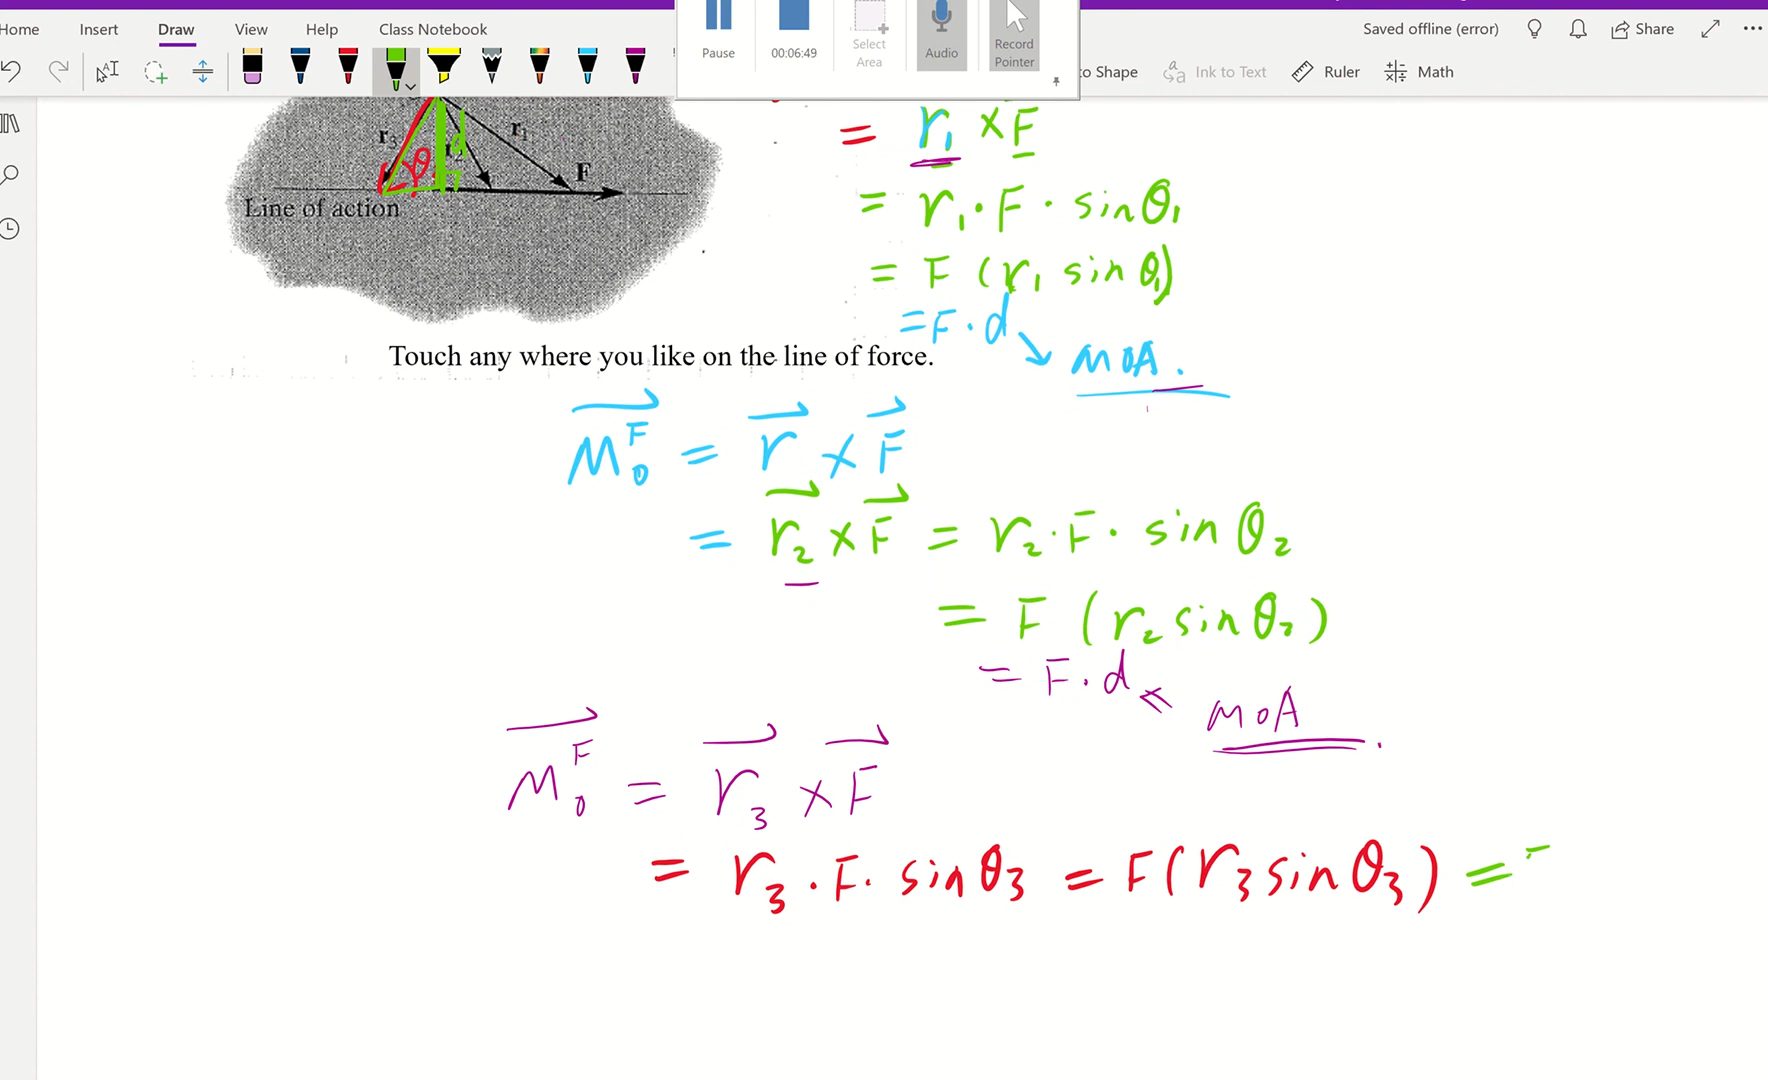 Home Insert Draw View Help Class Notebook
Pause 00:06:49 Select Area Audio Record Pointer
Saved offline (error) Share
to Shape Ink to Text Ruler Math
r₃ θ d r₁ F
Line of action
= r₁ × F
= r₁ · F · sin θ₁
= F (r₁ sin θ₁)
= F · d → MOA.
Touch any where you like on the line of force.
M₀^F = r × F
= r₂ × F = r₂ · F · sin θ₂
= F (r₂ sin θ₂)
= F · d ← MOA.
M₀^F = r₃ × F
= r₃ · F · sin θ₃ = F(r₃ sin θ₃) =